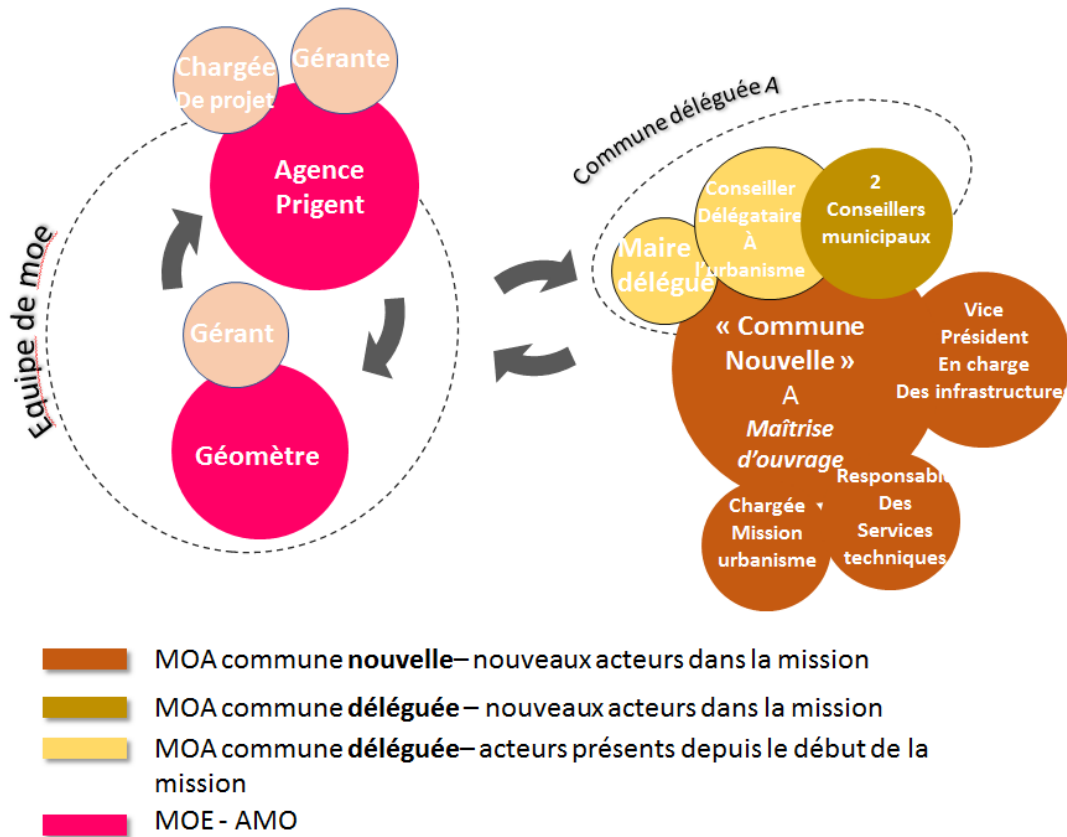 Chargée
De projet
Gérante
Agence
Prigent
Equipe de moe
Gérant
Géomètre
Commune déléguée A
Maire
délégué
Conseiller
Délégataire
À
l'urbanisme
2
Conseillers
municipaux
« Commune
Nouvelle »
A
Maîtrise
d'ouvrage
Vice
Président
En charge
Des infrastructures
Chargée
Mission
urbanisme
Responsable
Des
Services
techniques
MOA commune nouvelle– nouveaux acteurs dans la mission
MOA commune déléguée – nouveaux acteurs dans la mission
MOA commune déléguée– acteurs présents depuis le début de la
mission
MOE - AMO